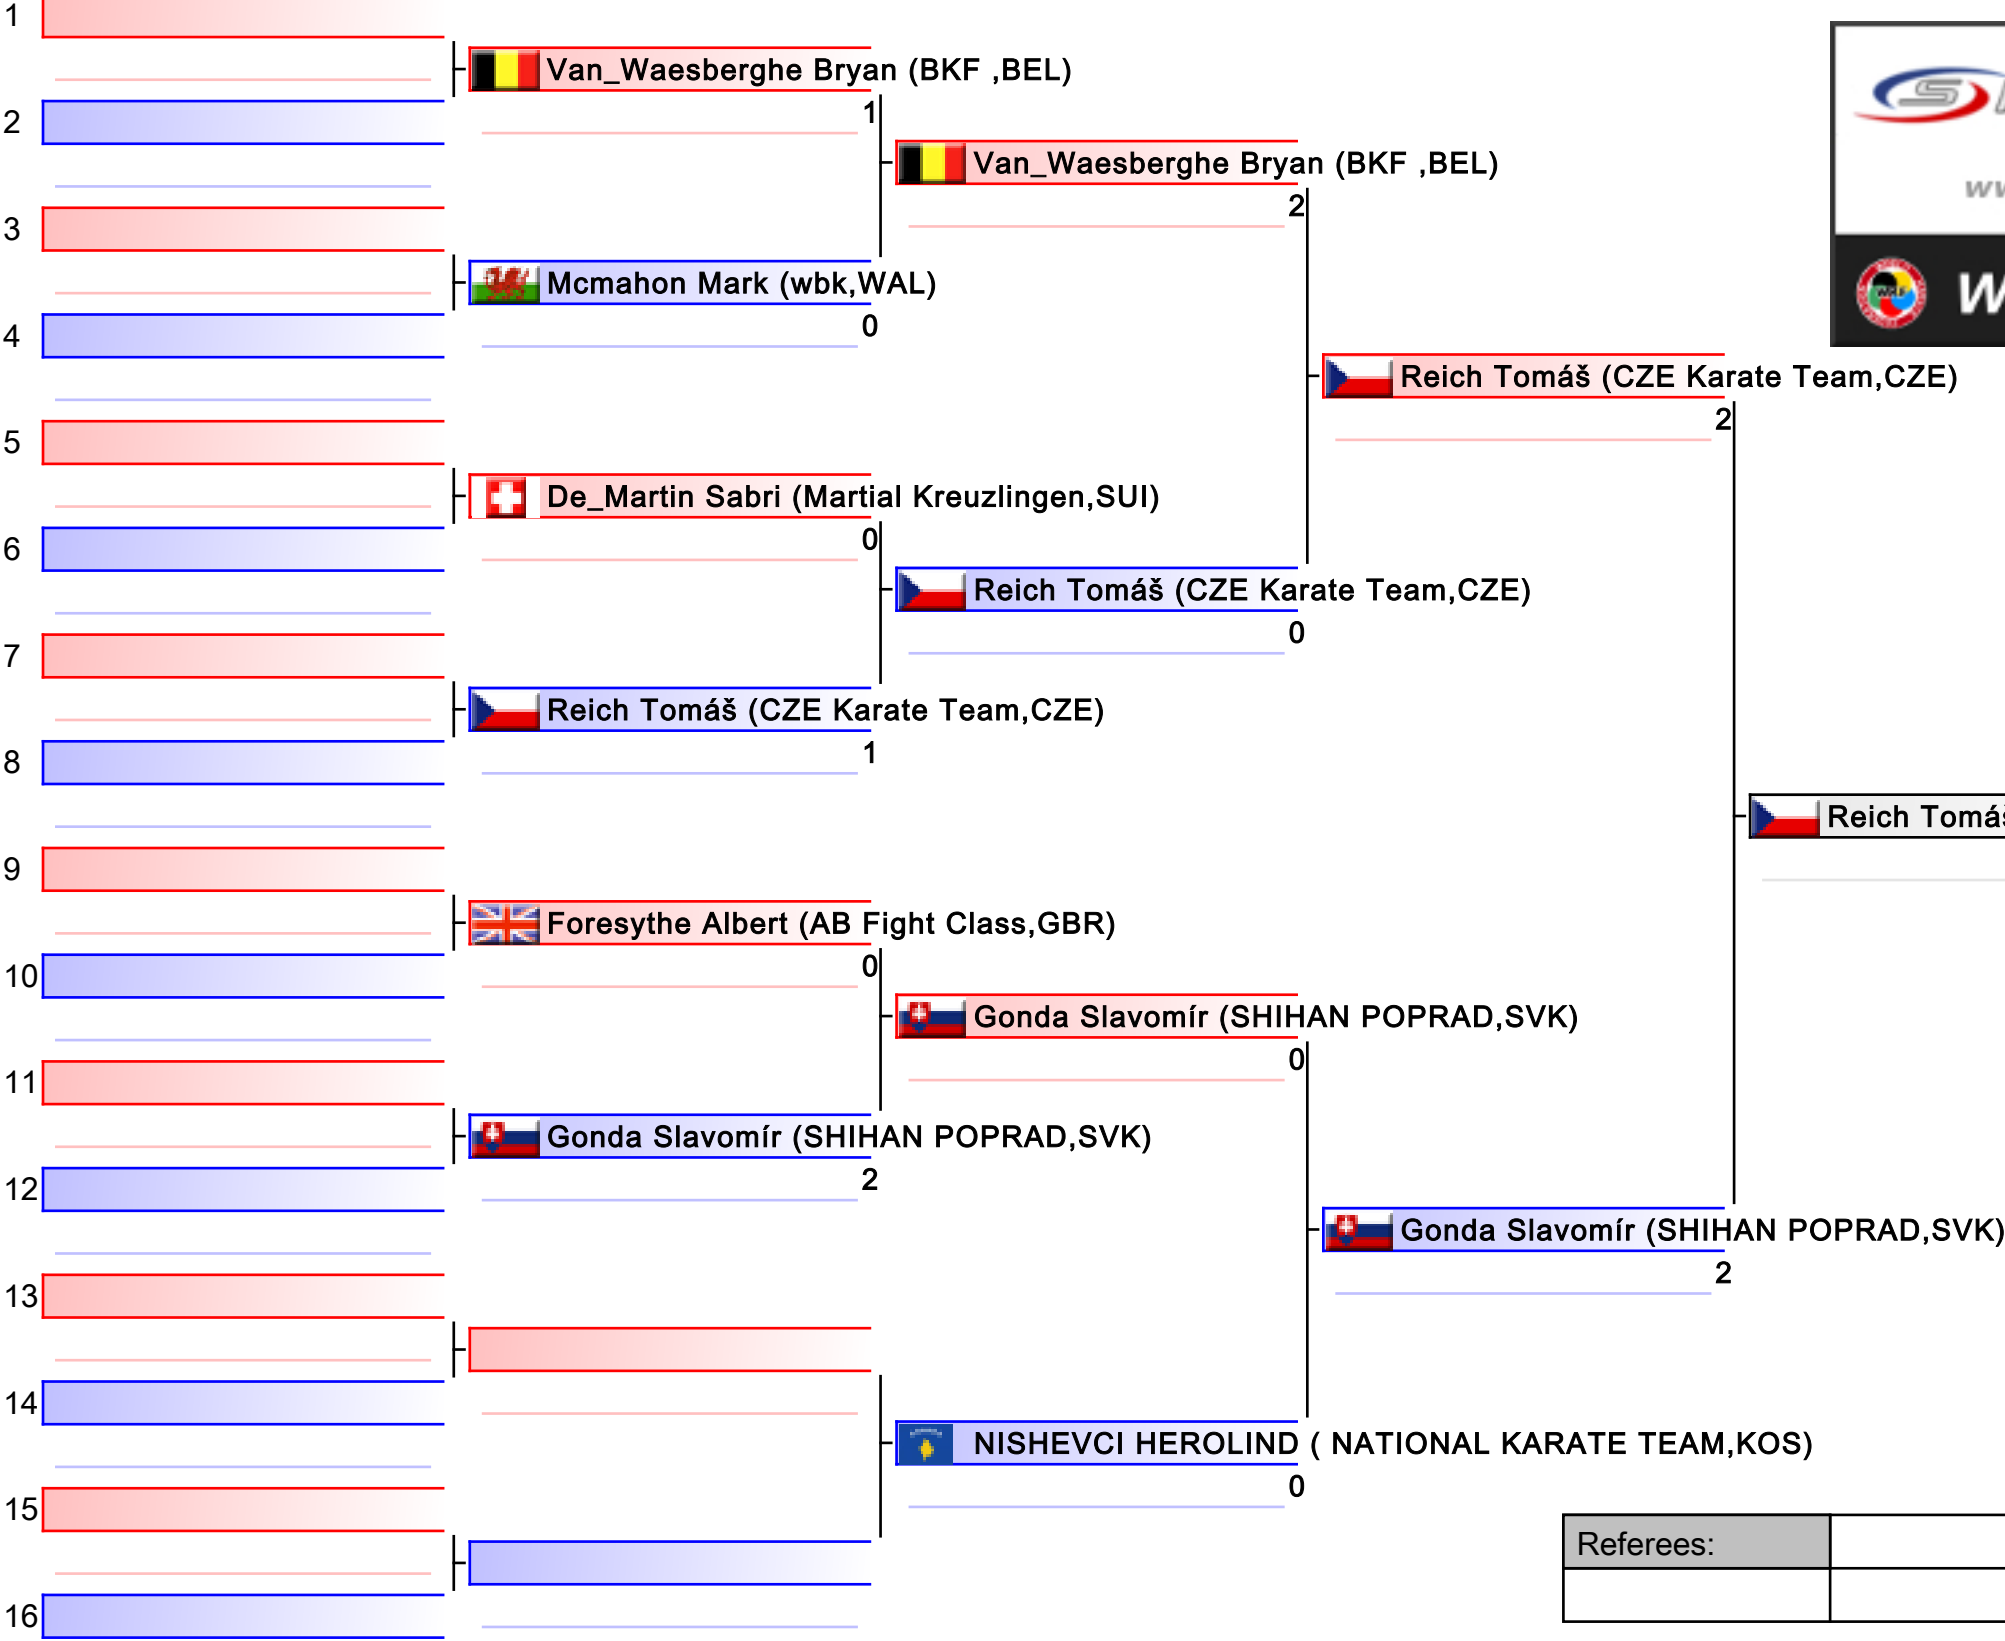 1
Van_Waesberghe Bryan (BKF ,BEL)
1
2
Van_Waesberghe Bryan (BKF ,BEL)
2
3
Mcmahon Mark (wbk,WAL)
0
4
Reich Tomáš (CZE Karate Team,CZE)
2
5
De_Martin Sabri (Martial Kreuzlingen,SUI)
0
6
Reich Tomáš (CZE Karate Team,CZE)
0
7
Reich Tomáš (CZE Karate Team,CZE)
1
8
Reich Tomáš
9
Foresythe Albert (AB Fight Class,GBR)
0
10
Gonda Slavomír (SHIHAN POPRAD,SVK)
0
11
Gonda Slavomír (SHIHAN POPRAD,SVK)
2
12
Gonda Slavomír (SHIHAN POPRAD,SVK)
2
13
14
NISHEVCI HEROLIND ( NATIONAL KARATE TEAM,KOS)
0
15
Referees:
16